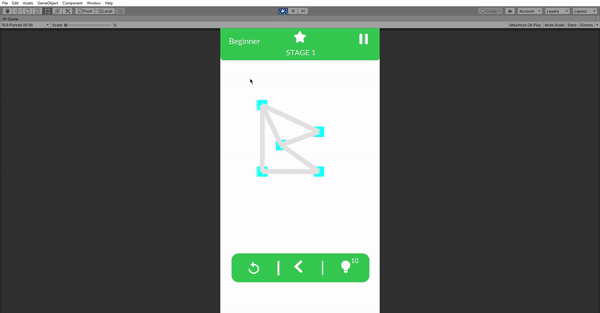 File Edit Assets GameObject Component Window Help
Pivot Local
Collab Account Layers Layout
Game
16:9 Portrait (9:16) Scale 1x Maximize On Play Mute Audio Stats Gizmos
Beginner
STAGE 1
10